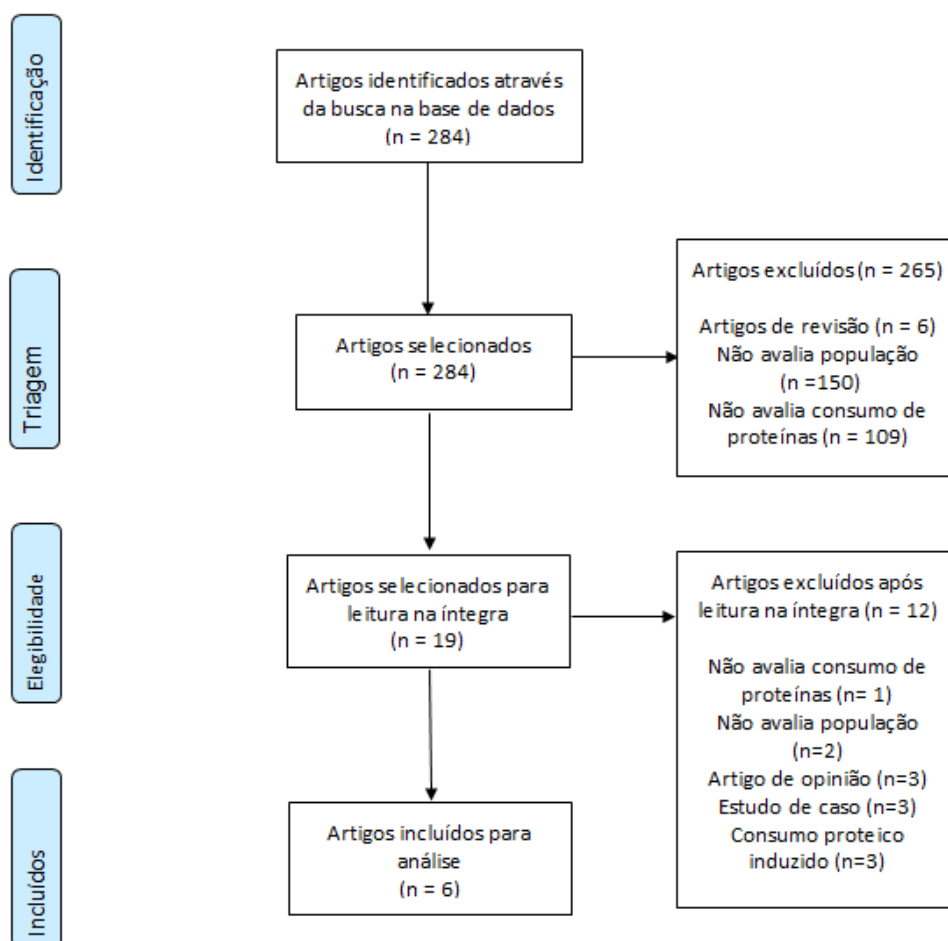 Identificação
Artigos identificados através
da busca na base de dados
(n = 284)
Triagem
Artigos selecionados
(n = 284)
Artigos excluídos (n = 265)
Artigos de revisão (n = 6)
Não avalia população
(n =150)
Não avalia consumo de
proteínas (n = 109)
Elegibilidade
Artigos selecionados para
leitura na íntegra
(n = 19)
Artigos excluídos após
leitura na íntegra (n = 12)
Não avalia consumo de
proteínas (n= 1)
Não avalia população
(n=2)
Artigo de opinião (n=3)
Estudo de caso (n=3)
Consumo proteico
induzido (n=3)
Incluídos
Artigos incluídos para
análise
(n = 6)